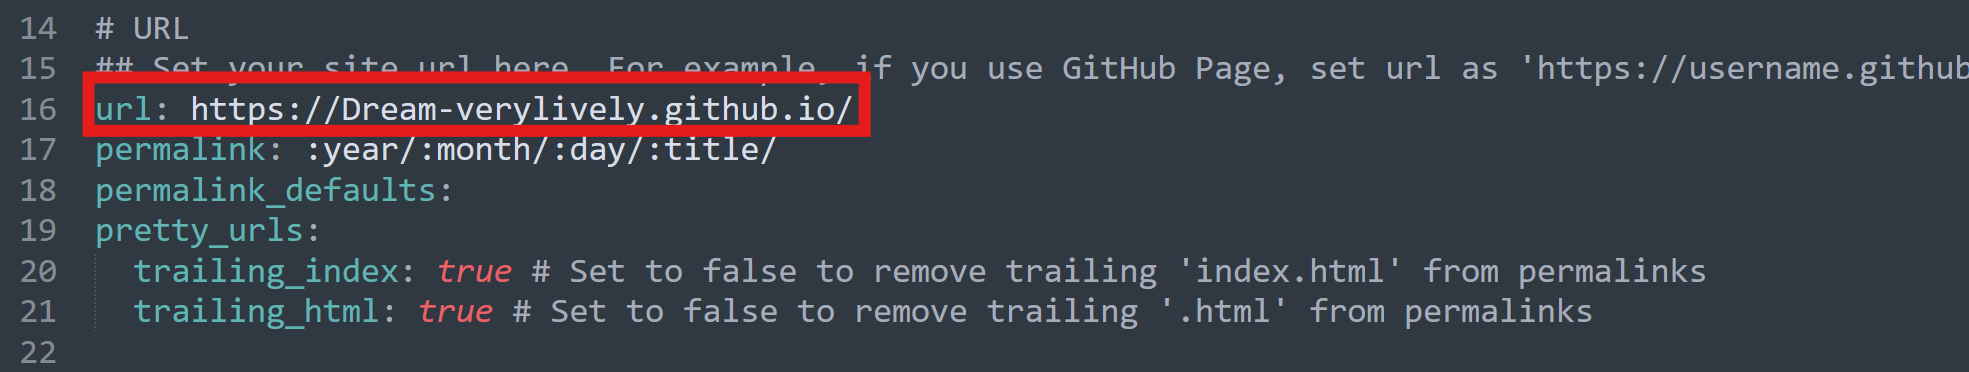 14 # URL
15 ## Set your site url here. For example, if you use GitHub Page, set url as 'https://username.github
16 url: https://Dream-verylively.github.io/
17 permalink: :year/:month/:day/:title/
18 permalink_defaults:
19 pretty_urls:
20 trailing_index: true # Set to false to remove trailing 'index.html' from permalinks
21 trailing_html: true # Set to false to remove trailing '.html' from permalinks
22